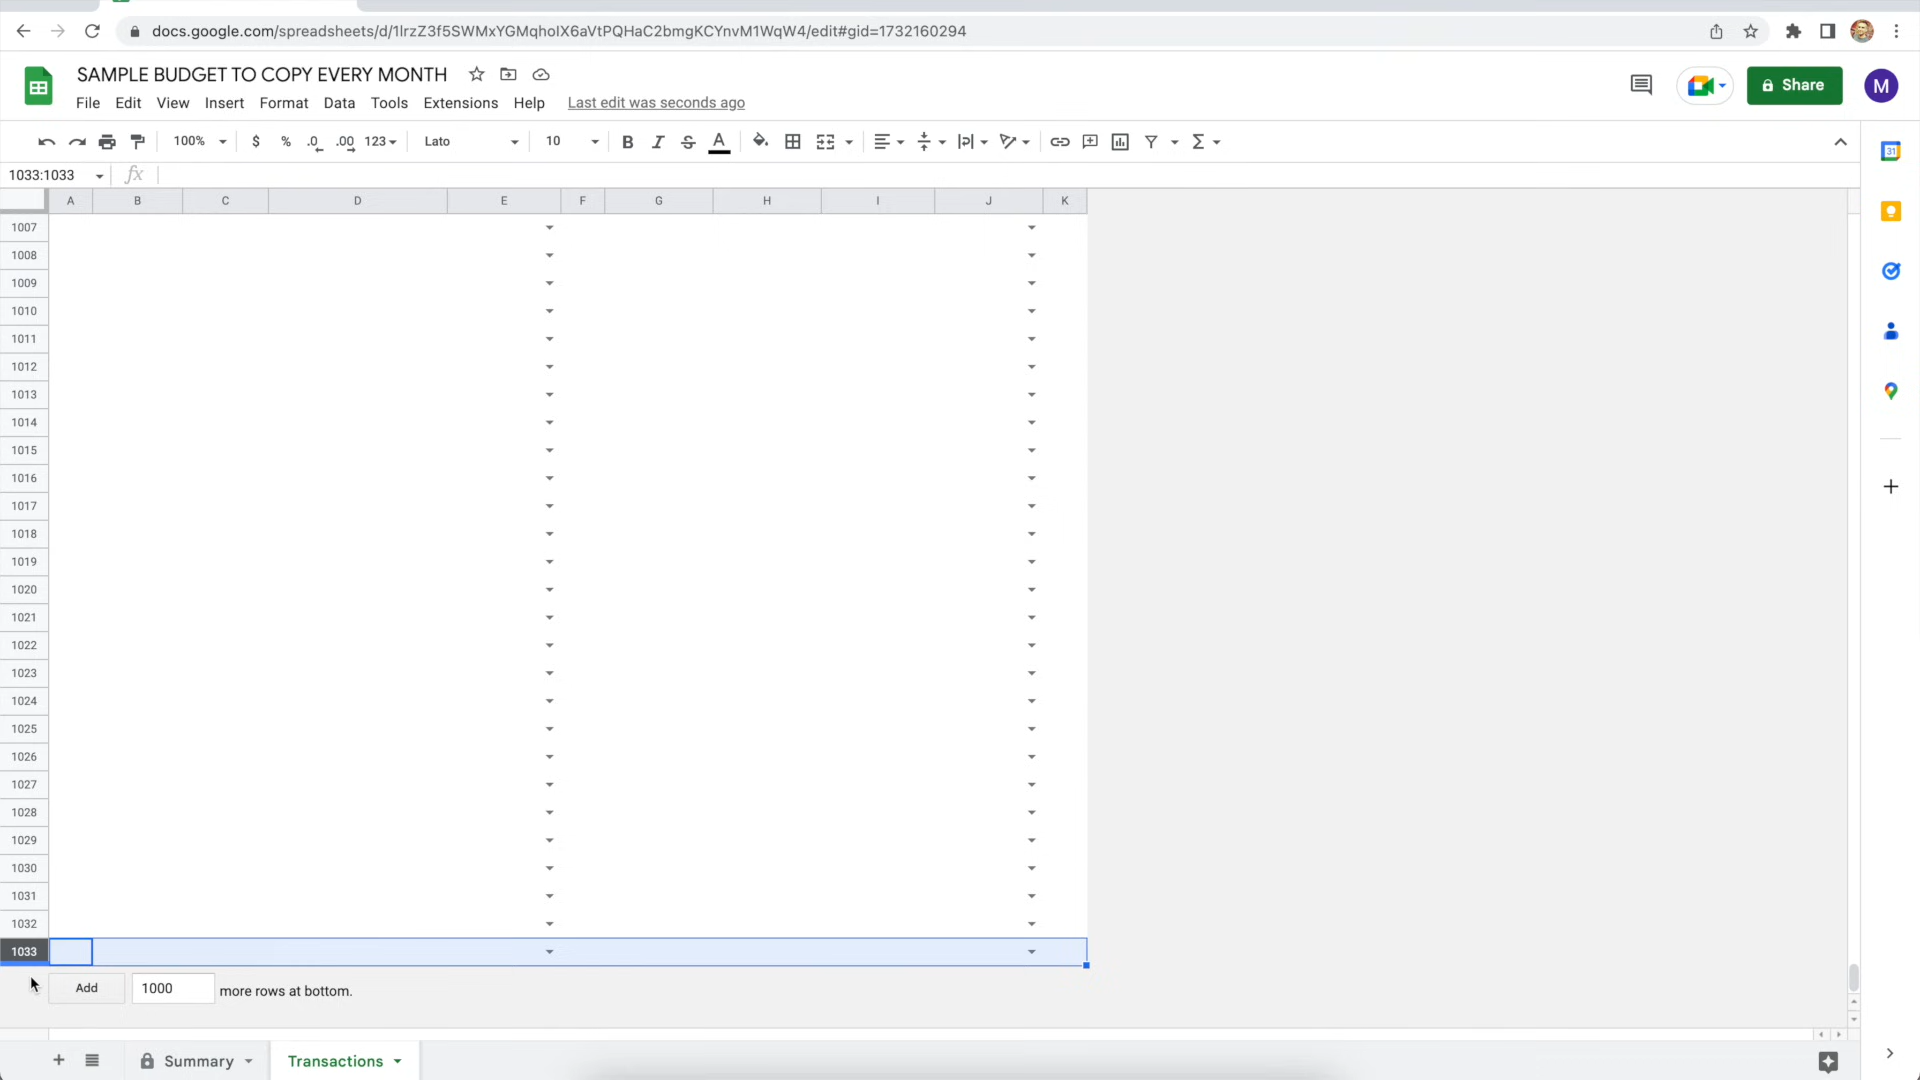 docs.google.com/spreadsheets/d/1lrzZ3f5SWMxYGMqhoIX6aVtPQHaC2bmgKCYnvM1WqW4/edit#gid=1732160294
SAMPLE BUDGET TO COPY EVERY MONTH
File Edit View Insert Format Data Tools Extensions Help Last edit was seconds ago
Share
M
100% $ % .0 .00 123 Lato 10 B I S A Σ
31
1033:1033 fx
A B C D E F G H I J K
1007
1008
1009
1010
1011
1012
1013
1014
1015
1016
1017
1018
1019
1020
1021
1022
1023
1024
1025
1026
1027
1028
1029
1030
1031
1032
1033
Add 1000 more rows at bottom.
Summary Transactions